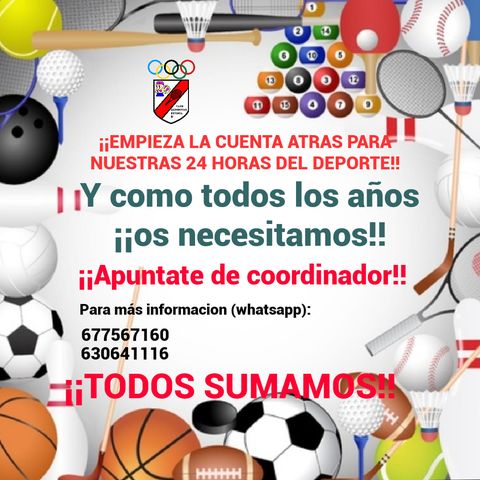 ¡¡EMPIEZA LA CUENTA ATRAS PARA
NUESTRAS 24 HORAS DEL DEPORTE!!
Y como todos los años
¡¡os necesitamos!!
¡¡Apuntate de coordinador!!
Para más informacion (whatsapp):
677567160
630641116
¡¡TODOS SUMAMOS!!